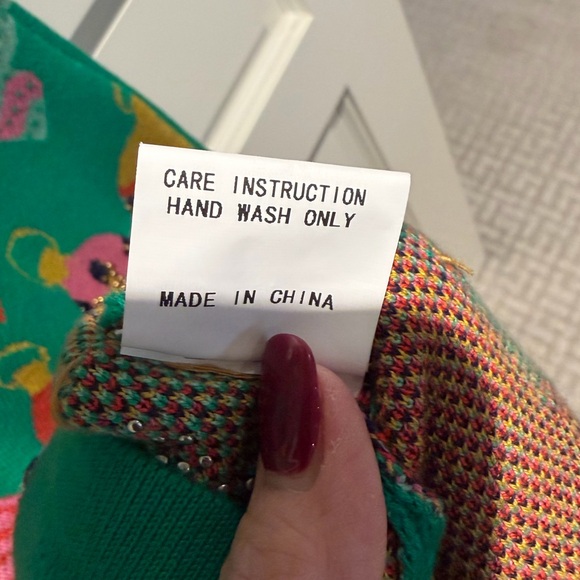 CARE INSTRUCTION
HAND WASH ONLY
MADE IN CHINA